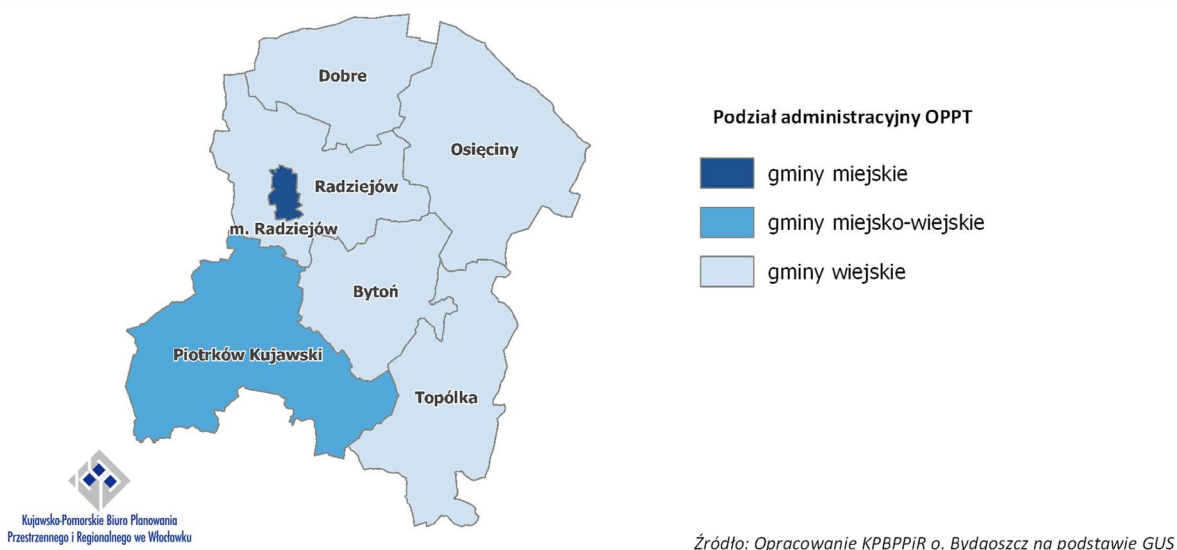 Dobre
Osięciny
Radziejów
m. Radziejów
Bytoń
Piotrków Kujawski
Topólka
Podział administracyjny OPPT
gminy miejskie
gminy miejsko-wiejskie
gminy wiejskie
Kujawsko-Pomorskie Biuro Planowania
Przestrzennego i Regionalnego we Włocławku
Źródło: Opracowanie KPBPPiR o. Bydgoszcz na podstawie GUS